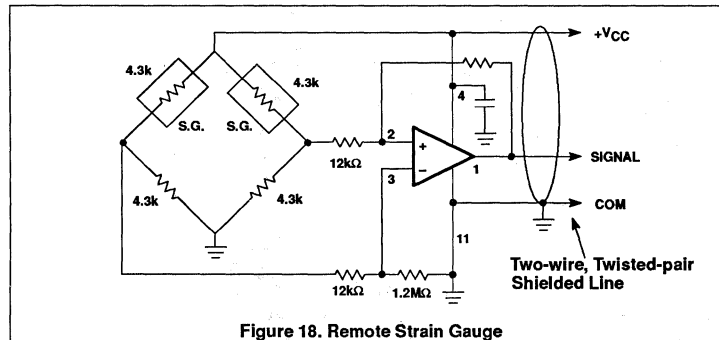 +VCC
4.3k
4.3k
S.G.
S.G.
4
2
+
12kΩ
1
SIGNAL
3
−
4.3k
4.3k
COM
11
12kΩ
1.2MΩ
Two-wire, Twisted-pair
Shielded Line
Figure 18. Remote Strain Gauge